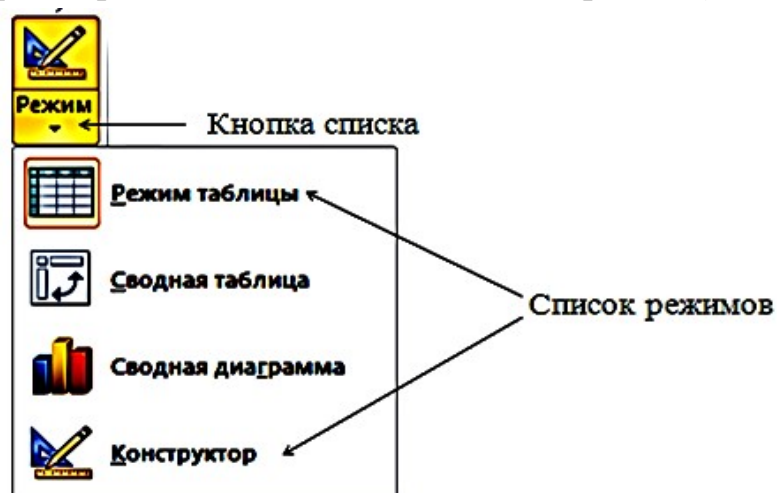 Режим
Кнопка списка
Режим таблицы
Сводная таблица
Список режимов
Сводная диаграмма
Конструктор